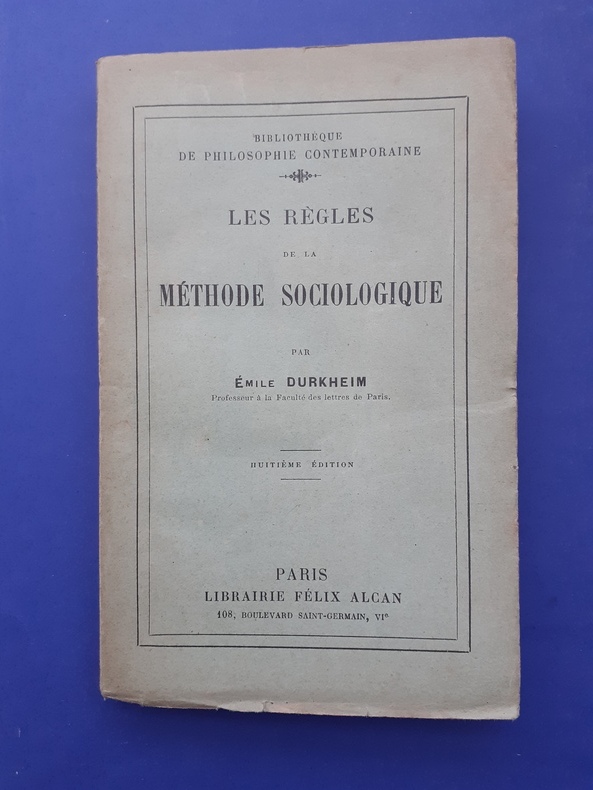 BIBLIOTHÈQUE
DE PHILOSOPHIE CONTEMPORAINE
LES RÈGLES
DE LA
MÉTHODE SOCIOLOGIQUE
PAR
ÉMILE DURKHEIM
Professeur à la Faculté des lettres de Paris.
HUITIÈME ÉDITION
PARIS
LIBRAIRIE FÉLIX ALCAN
108, BOULEVARD SAINT-GERMAIN, VIe